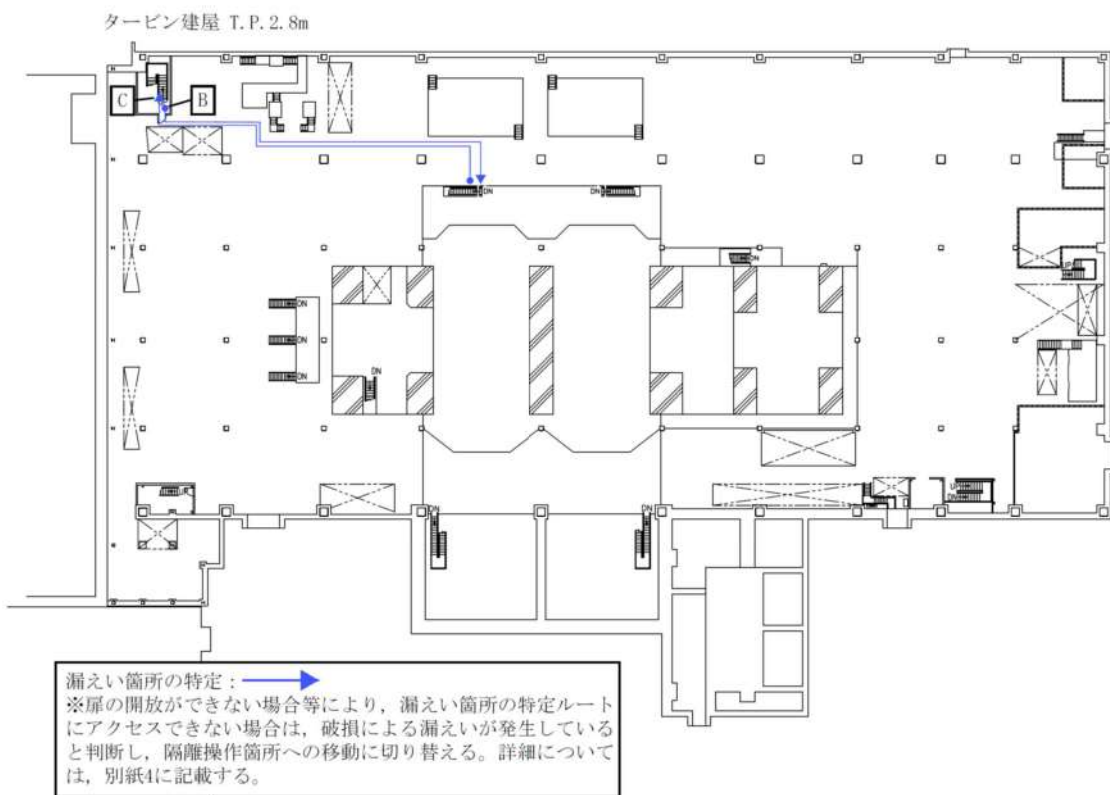 タービン建屋 T.P.2.8m
C
B
DN
DN
DN
DN
DN
DN
DN
UP
UP
UP
DN
DN
DN
漏えい箇所の特定：
※扉の開放ができない場合等により，漏えい箇所の特定ルート
にアクセスできない場合は，破損による漏えいが発生している
と判断し，隔離操作箇所への移動に切り替える。詳細について
は，別紙4に記載する。